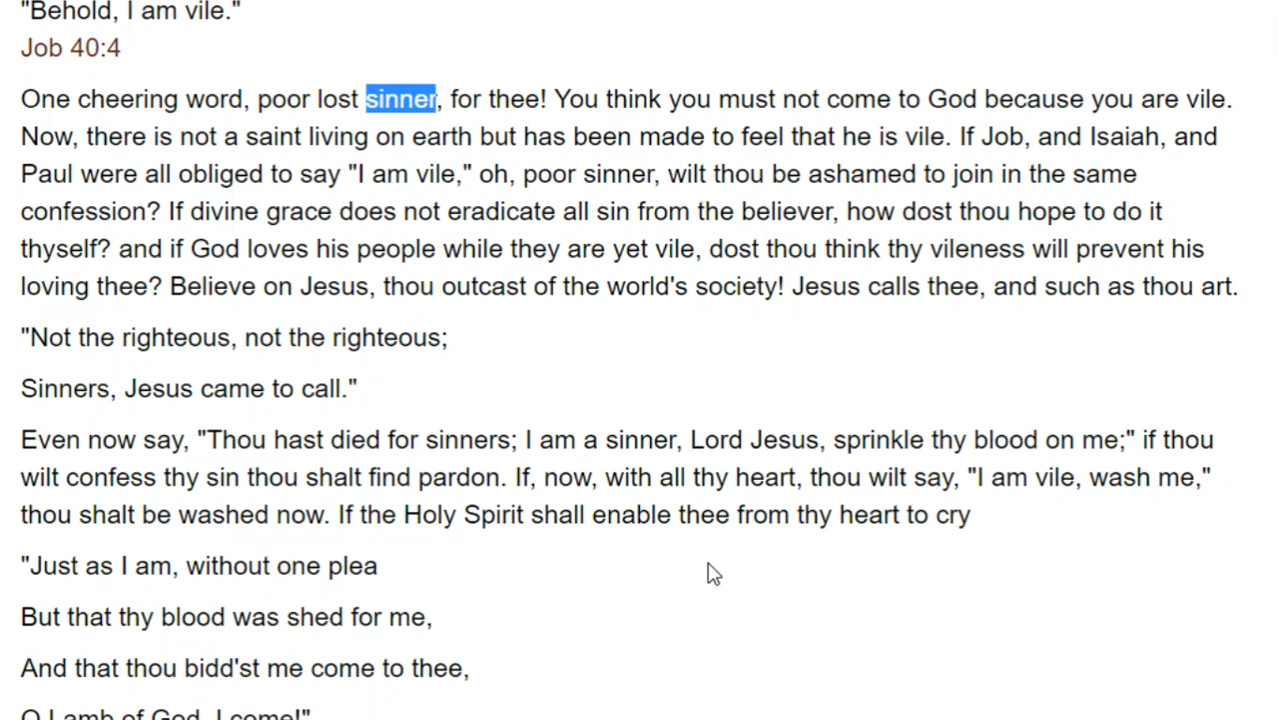 "Behold, I am vile."
Job 40:4
One cheering word, poor lost sinner, for thee! You think you must not come to God because you are vile.
Now, there is not a saint living on earth but has been made to feel that he is vile. If Job, and Isaiah, and
Paul were all obliged to say "I am vile," oh, poor sinner, wilt thou be ashamed to join in the same
confession? If divine grace does not eradicate all sin from the believer, how dost thou hope to do it
thyself? and if God loves his people while they are yet vile, dost thou think thy vileness will prevent his
loving thee? Believe on Jesus, thou outcast of the world's society! Jesus calls thee, and such as thou art.
"Not the righteous, not the righteous;
Sinners, Jesus came to call."
Even now say, "Thou hast died for sinners; I am a sinner, Lord Jesus, sprinkle thy blood on me;" if thou
wilt confess thy sin thou shalt find pardon. If, now, with all thy heart, thou wilt say, "I am vile, wash me,"
thou shalt be washed now. If the Holy Spirit shall enable thee from thy heart to cry
"Just as I am, without one plea
But that thy blood was shed for me,
And that thou bidd'st me come to thee,
O Lamb of God, I come!"